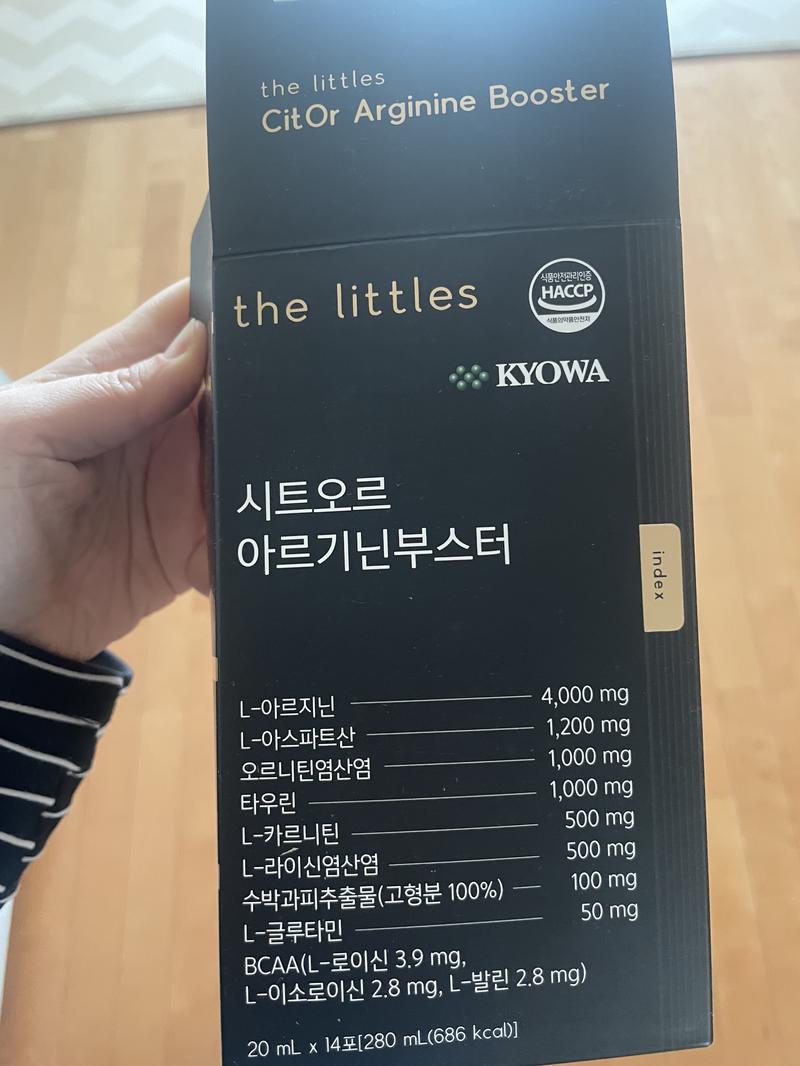 the littles
CitOr Arginine Booster
the littles
식품안전관리인증
HACCP
식품의약품안전처
KYOWA
시트오르
아르기닌부스터
index
L-아르지닌 4,000 mg
L-아스파트산 1,200 mg
오르니틴염산염 1,000 mg
타우린 1,000 mg
L-카르니틴 500 mg
L-라이신염산염 500 mg
수박과피추출물(고형분 100%) 100 mg
L-글루타민 50 mg
BCAA(L-로이신 3.9 mg,
L-이소로이신 2.8 mg, L-발린 2.8 mg)
20 mL x 14포[280 mL(686 kcal)]